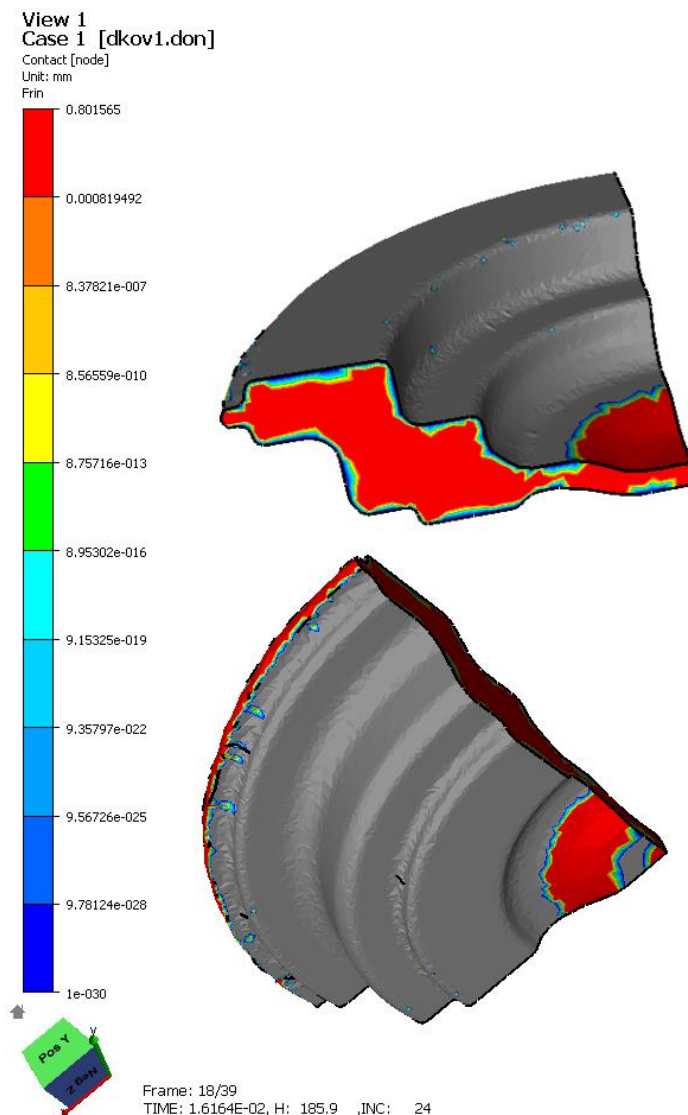 View 1
Case 1 [dkov1.don]
Contact [node]
Unit: mm
Frin
0.801565
0.000819492
8.37821e-007
8.56559e-010
8.75716e-013
8.95302e-016
9.15325e-019
9.35797e-022
9.56726e-025
9.78124e-028
1e-030
Pos Y
Neg Z
Y
Frame: 18/39
TIME: 1.6164E-02, H: 185.9 ,INC: 24